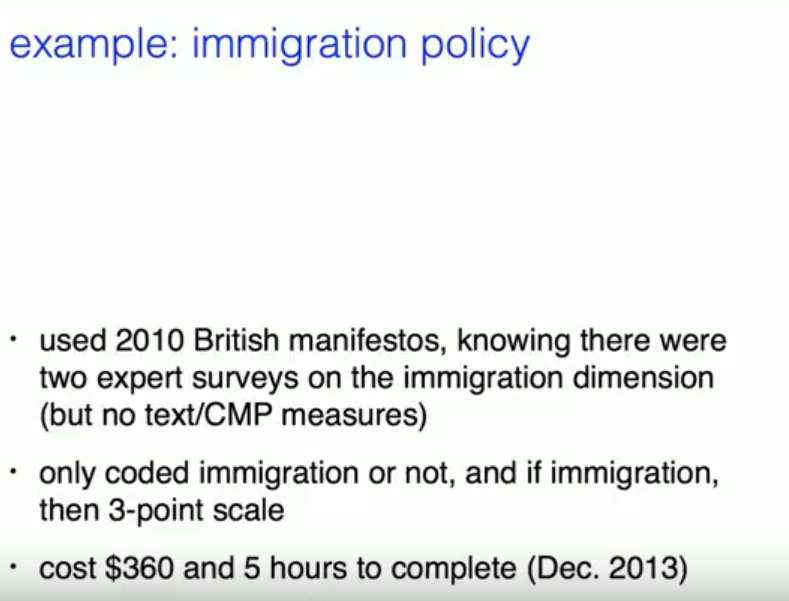 example: immigration policy
· used 2010 British manifestos, knowing there were
two expert surveys on the immigration dimension
(but no text/CMP measures)
· only coded immigration or not, and if immigration,
then 3-point scale
· cost $360 and 5 hours to complete (Dec. 2013)